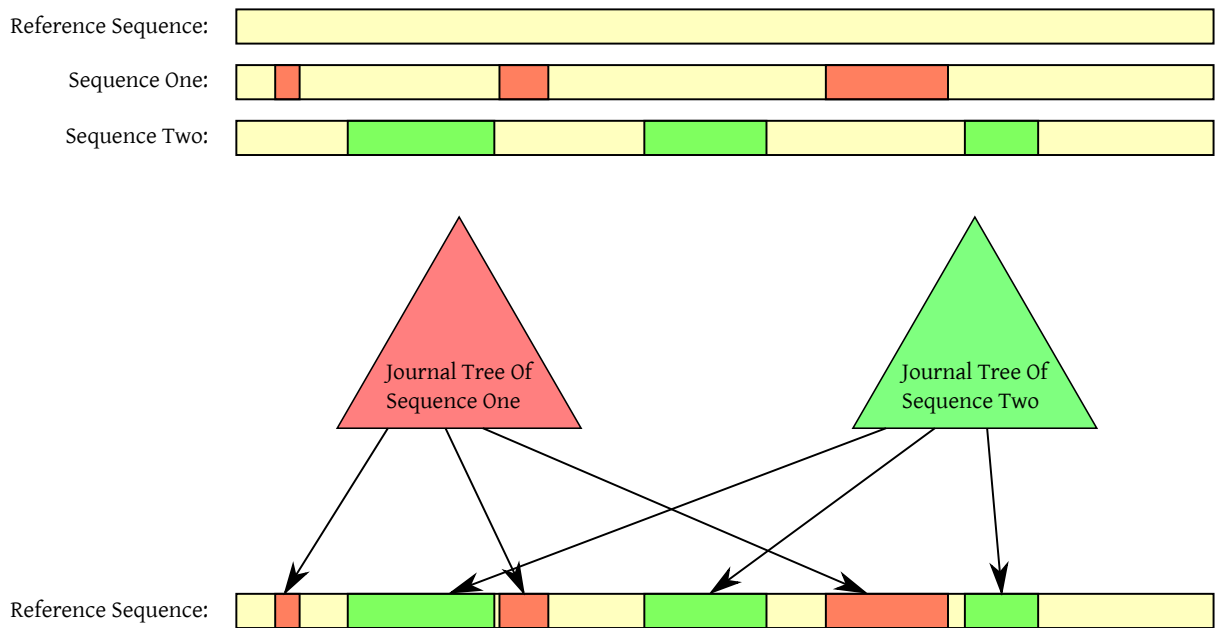 Reference Sequence:
Sequence One:
Sequence Two:
Journal Tree Of
Sequence One
Journal Tree Of
Sequence Two
Reference Sequence: